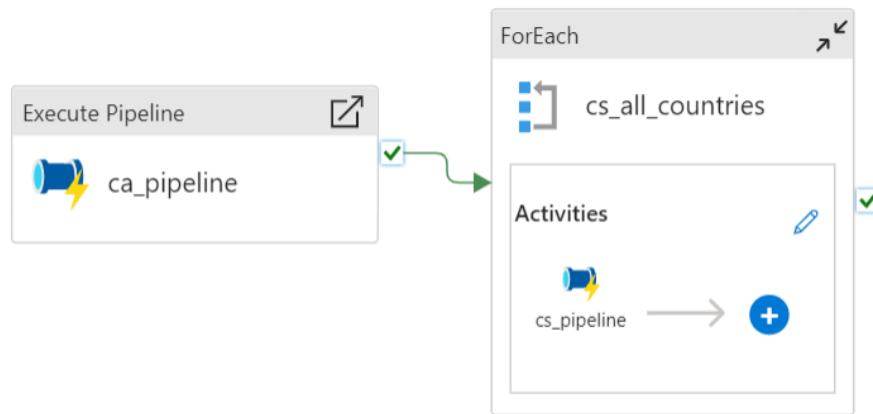 Execute Pipeline
ca_pipeline
ForEach
cs_all_countries
Activities
cs_pipeline